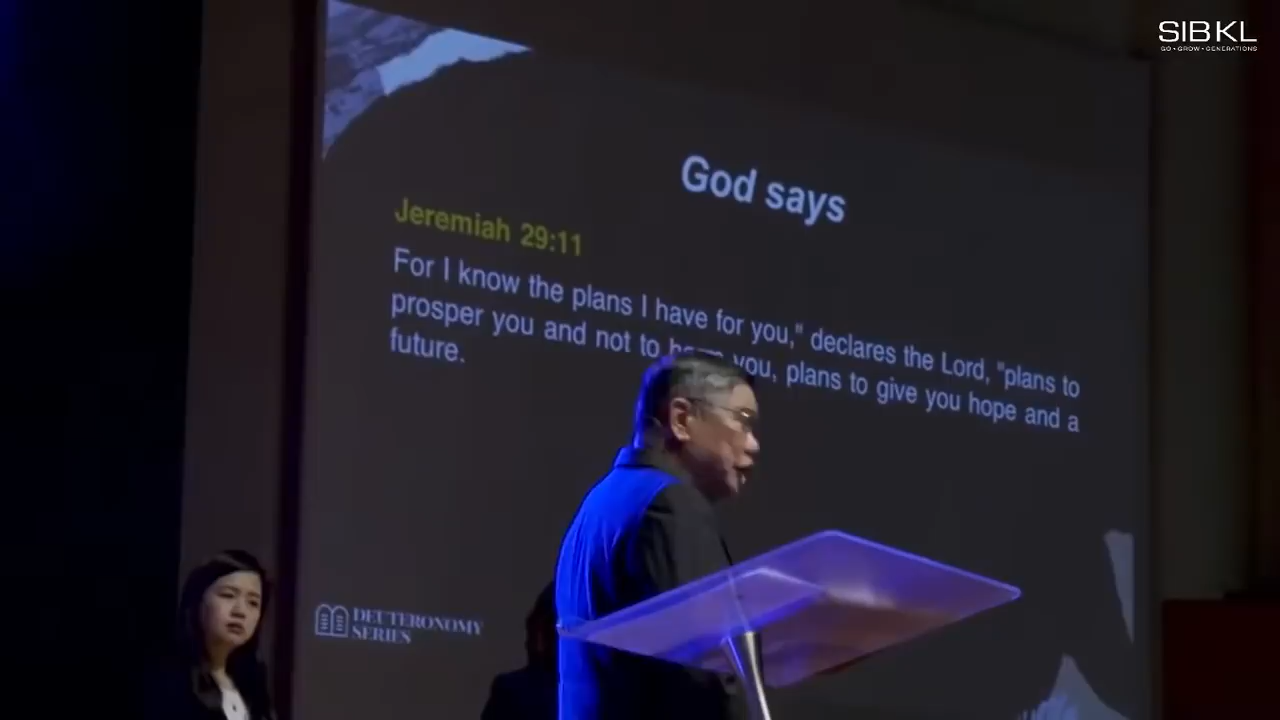 SIBKL
GO • GROW • GENERATIONS
God says
Jeremiah 29:11
For I know the plans I have for you," declares the Lord, "plans to
prosper you and not to you, plans to give you hope and a
future.
DEUTERONOMY
SERIES